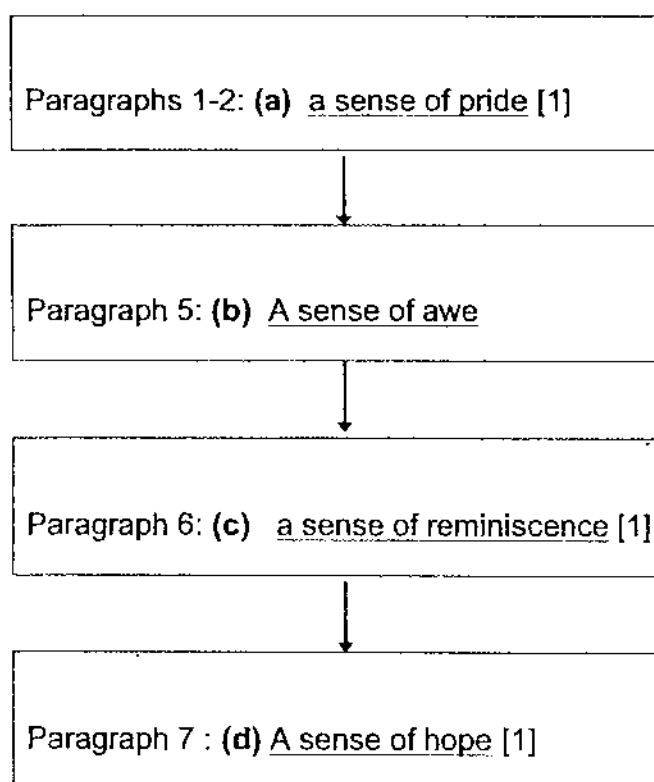 Paragraphs 1-2: (a) a sense of pride [1]
Paragraph 5: (b) A sense of awe
Paragraph 6: (c) a sense of reminiscence [1]
Paragraph 7 : (d) A sense of hope [1]